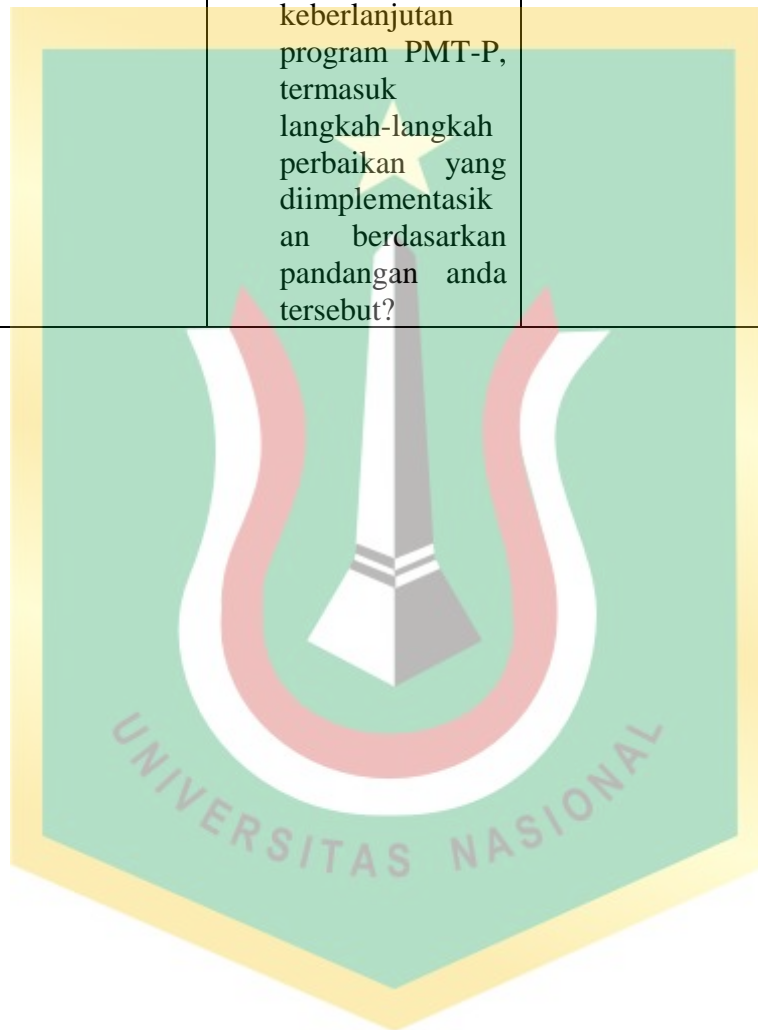 keberlanjutan
program PMT-P,
termasuk
langkah-langkah
perbaikan yang
diimplementasik
an berdasarkan
pandangan anda
tersebut?
UNIVERSITAS NASIONAL